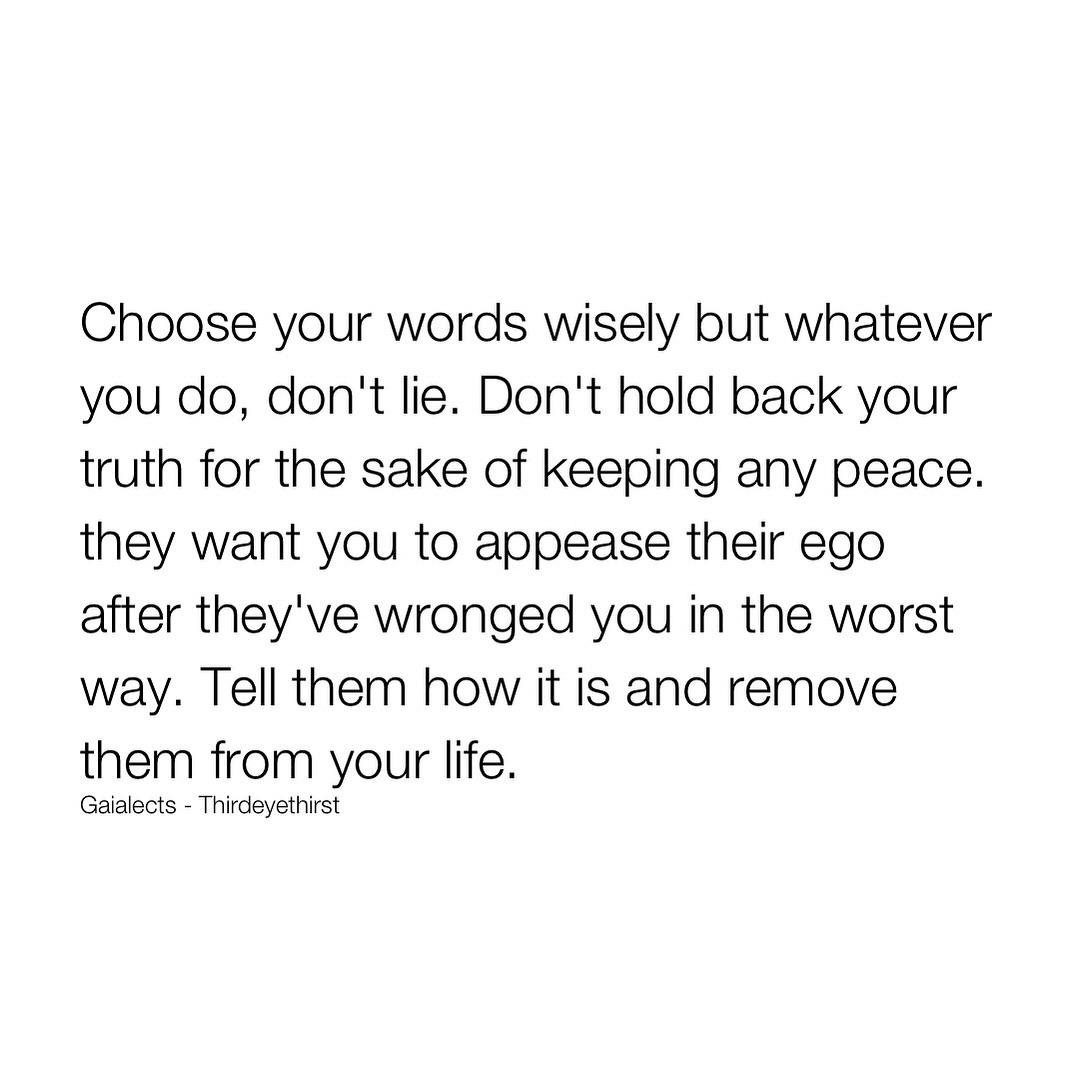 Choose your words wisely but whatever
you do, don't lie. Don't hold back your
truth for the sake of keeping any peace.
they want you to appease their ego
after they've wronged you in the worst
way. Tell them how it is and remove
them from your life.
Gaialects - Thirdeyethirst